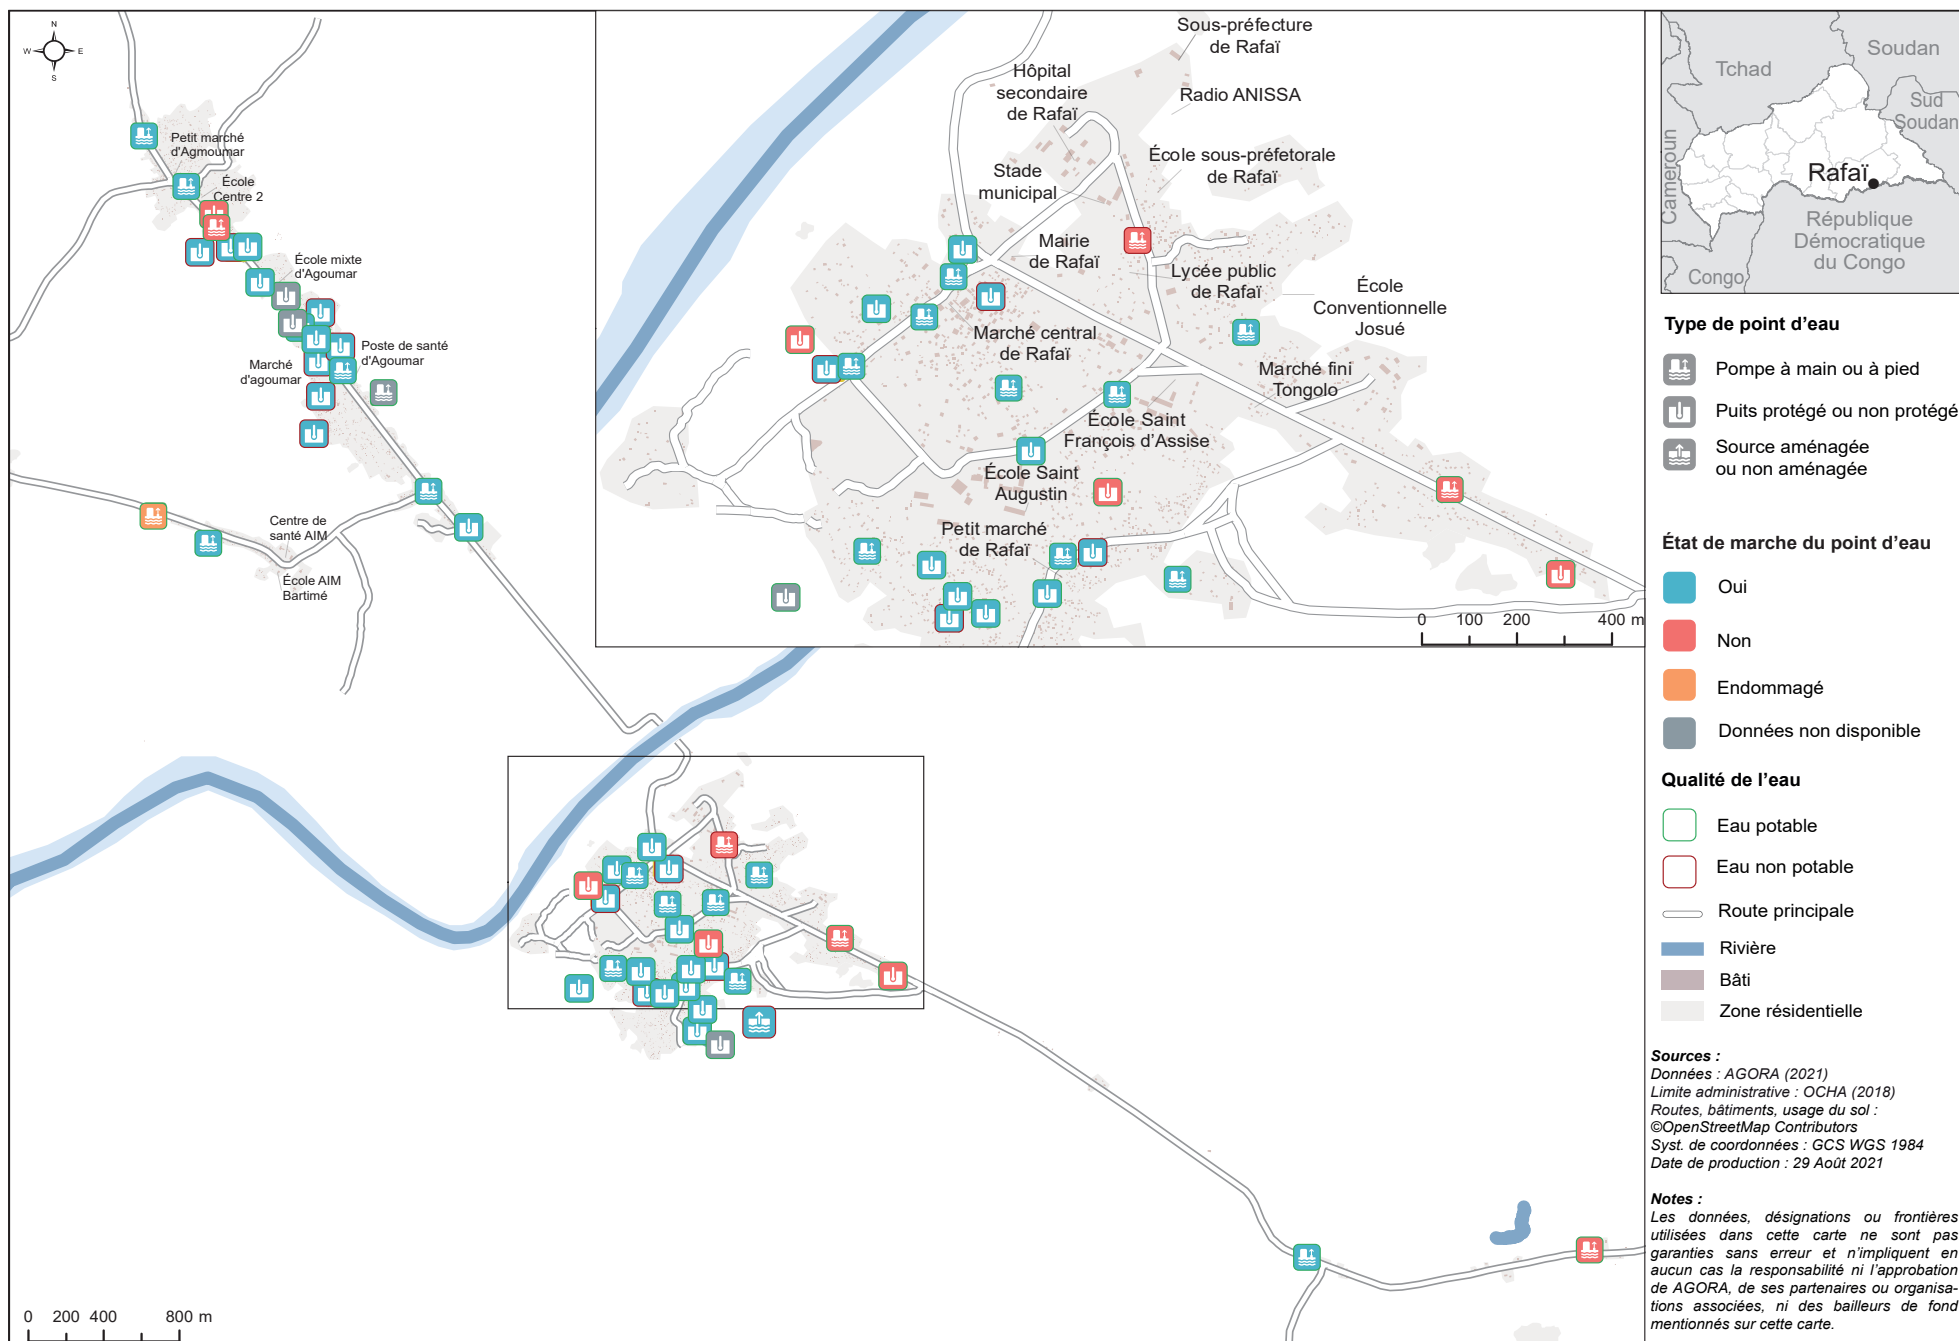 N
W
E
S
Petit marché
d'Agmoumar
École
Centre 2
École mixte
d'Agoumar
Poste de santé
d'Agoumar
Marché
d'agoumar
Centre de
santé AIM
École AIM
Bartimé
0 200 400 800 m
Sous-préfecture
de Rafaï
Hôpital
secondaire
de Rafaï
Radio ANISSA
École sous-préfetorale
de Rafaï
Stade
municipal
Mairie
de Rafaï
Lycée public
de Rafaï
École
Conventionnelle
Josué
Marché central
de Rafaï
Marché fini
Tongolo
École Saint
François d'Assise
École Saint
Augustin
Petit marché
de Rafaï
0 100 200 400 m
Tchad
Soudan
Sud
Soudan
Cameroun
Rafaï
République
Démocratique
du Congo
Congo
Type de point d'eau
Pompe à main ou à pied
Puits protégé ou non protégé
Source aménagée
ou non aménagée
État de marche du point d'eau
Oui
Non
Endommagé
Données non disponible
Qualité de l'eau
Eau potable
Eau non potable
Route principale
Rivière
Bâti
Zone résidentielle
Sources :
Données : AGORA (2021)
Limite administrative : OCHA (2018)
Routes, bâtiments, usage du sol :
©OpenStreetMap Contributors
Syst. de coordonnées : GCS WGS 1984
Date de production : 29 Août 2021
Notes :
Les données, désignations ou frontières
utilisées dans cette carte ne sont pas
garanties sans erreur et n'impliquent en
aucun cas la responsabilité ni l'approbation
de AGORA, de ses partenaires ou organisa-
tions associées, ni des bailleurs de fond
mentionnés sur cette carte.